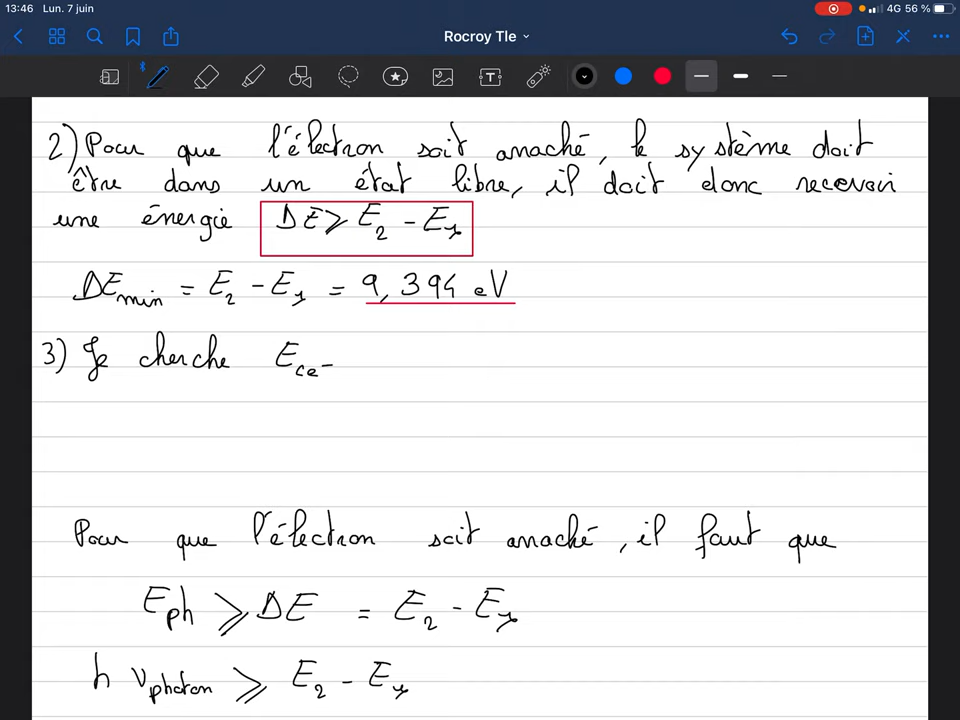 13:46 Lun. 7 juin 4G 56 %
Rocroy Tle
2) Pour que l'électron soit arraché, le système doit
être dans un état libre, il doit donc recevoir
une énergie ΔE ⩾ E₂ - E₁
ΔEmin = E₂ - E₁ = 9,394 eV
3) Je cherche Ece-
Pour que l'électron soit arraché, il faut que
Eph ⩾ ΔE = E₂ - E₁
h νphoton ⩾ E₂ - E₁